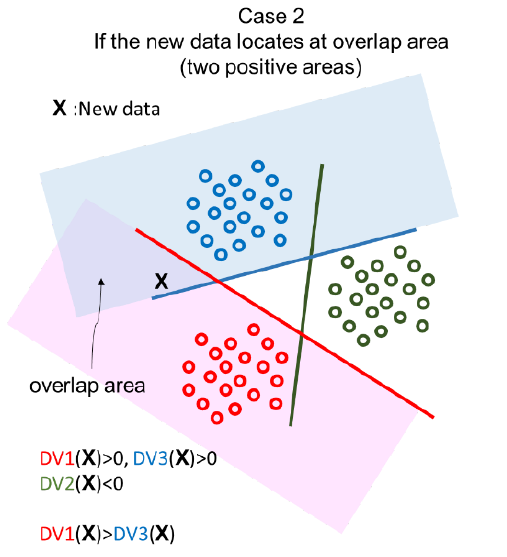 Case 2
If the new data locates at overlap area
(two positive areas)
X :New data
X
overlap area
DV1(X)>0, DV3(X)>0
DV2(X)<0
DV1(X)>DV3(X)